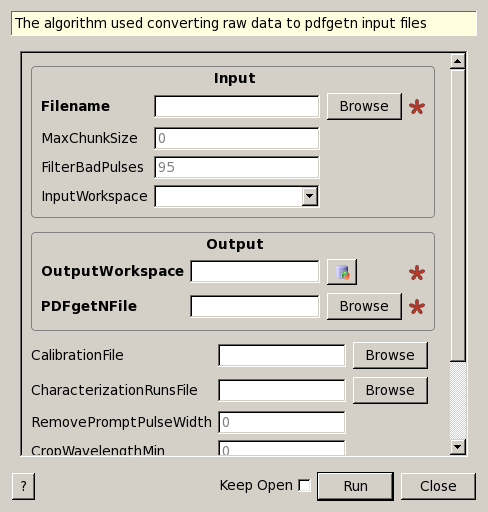 The algorithm used converting raw data to pdfgetn input files
Input
Filename Browse *
MaxChunkSize 0
FilterBadPulses 95
InputWorkspace
Output
OutputWorkspace *
PDFgetNFile Browse *
CalibrationFile Browse
CharacterizationRunsFile Browse
RemovePromptPulseWidth 0
CropWavelengthMin 0
? Keep Open Run Close